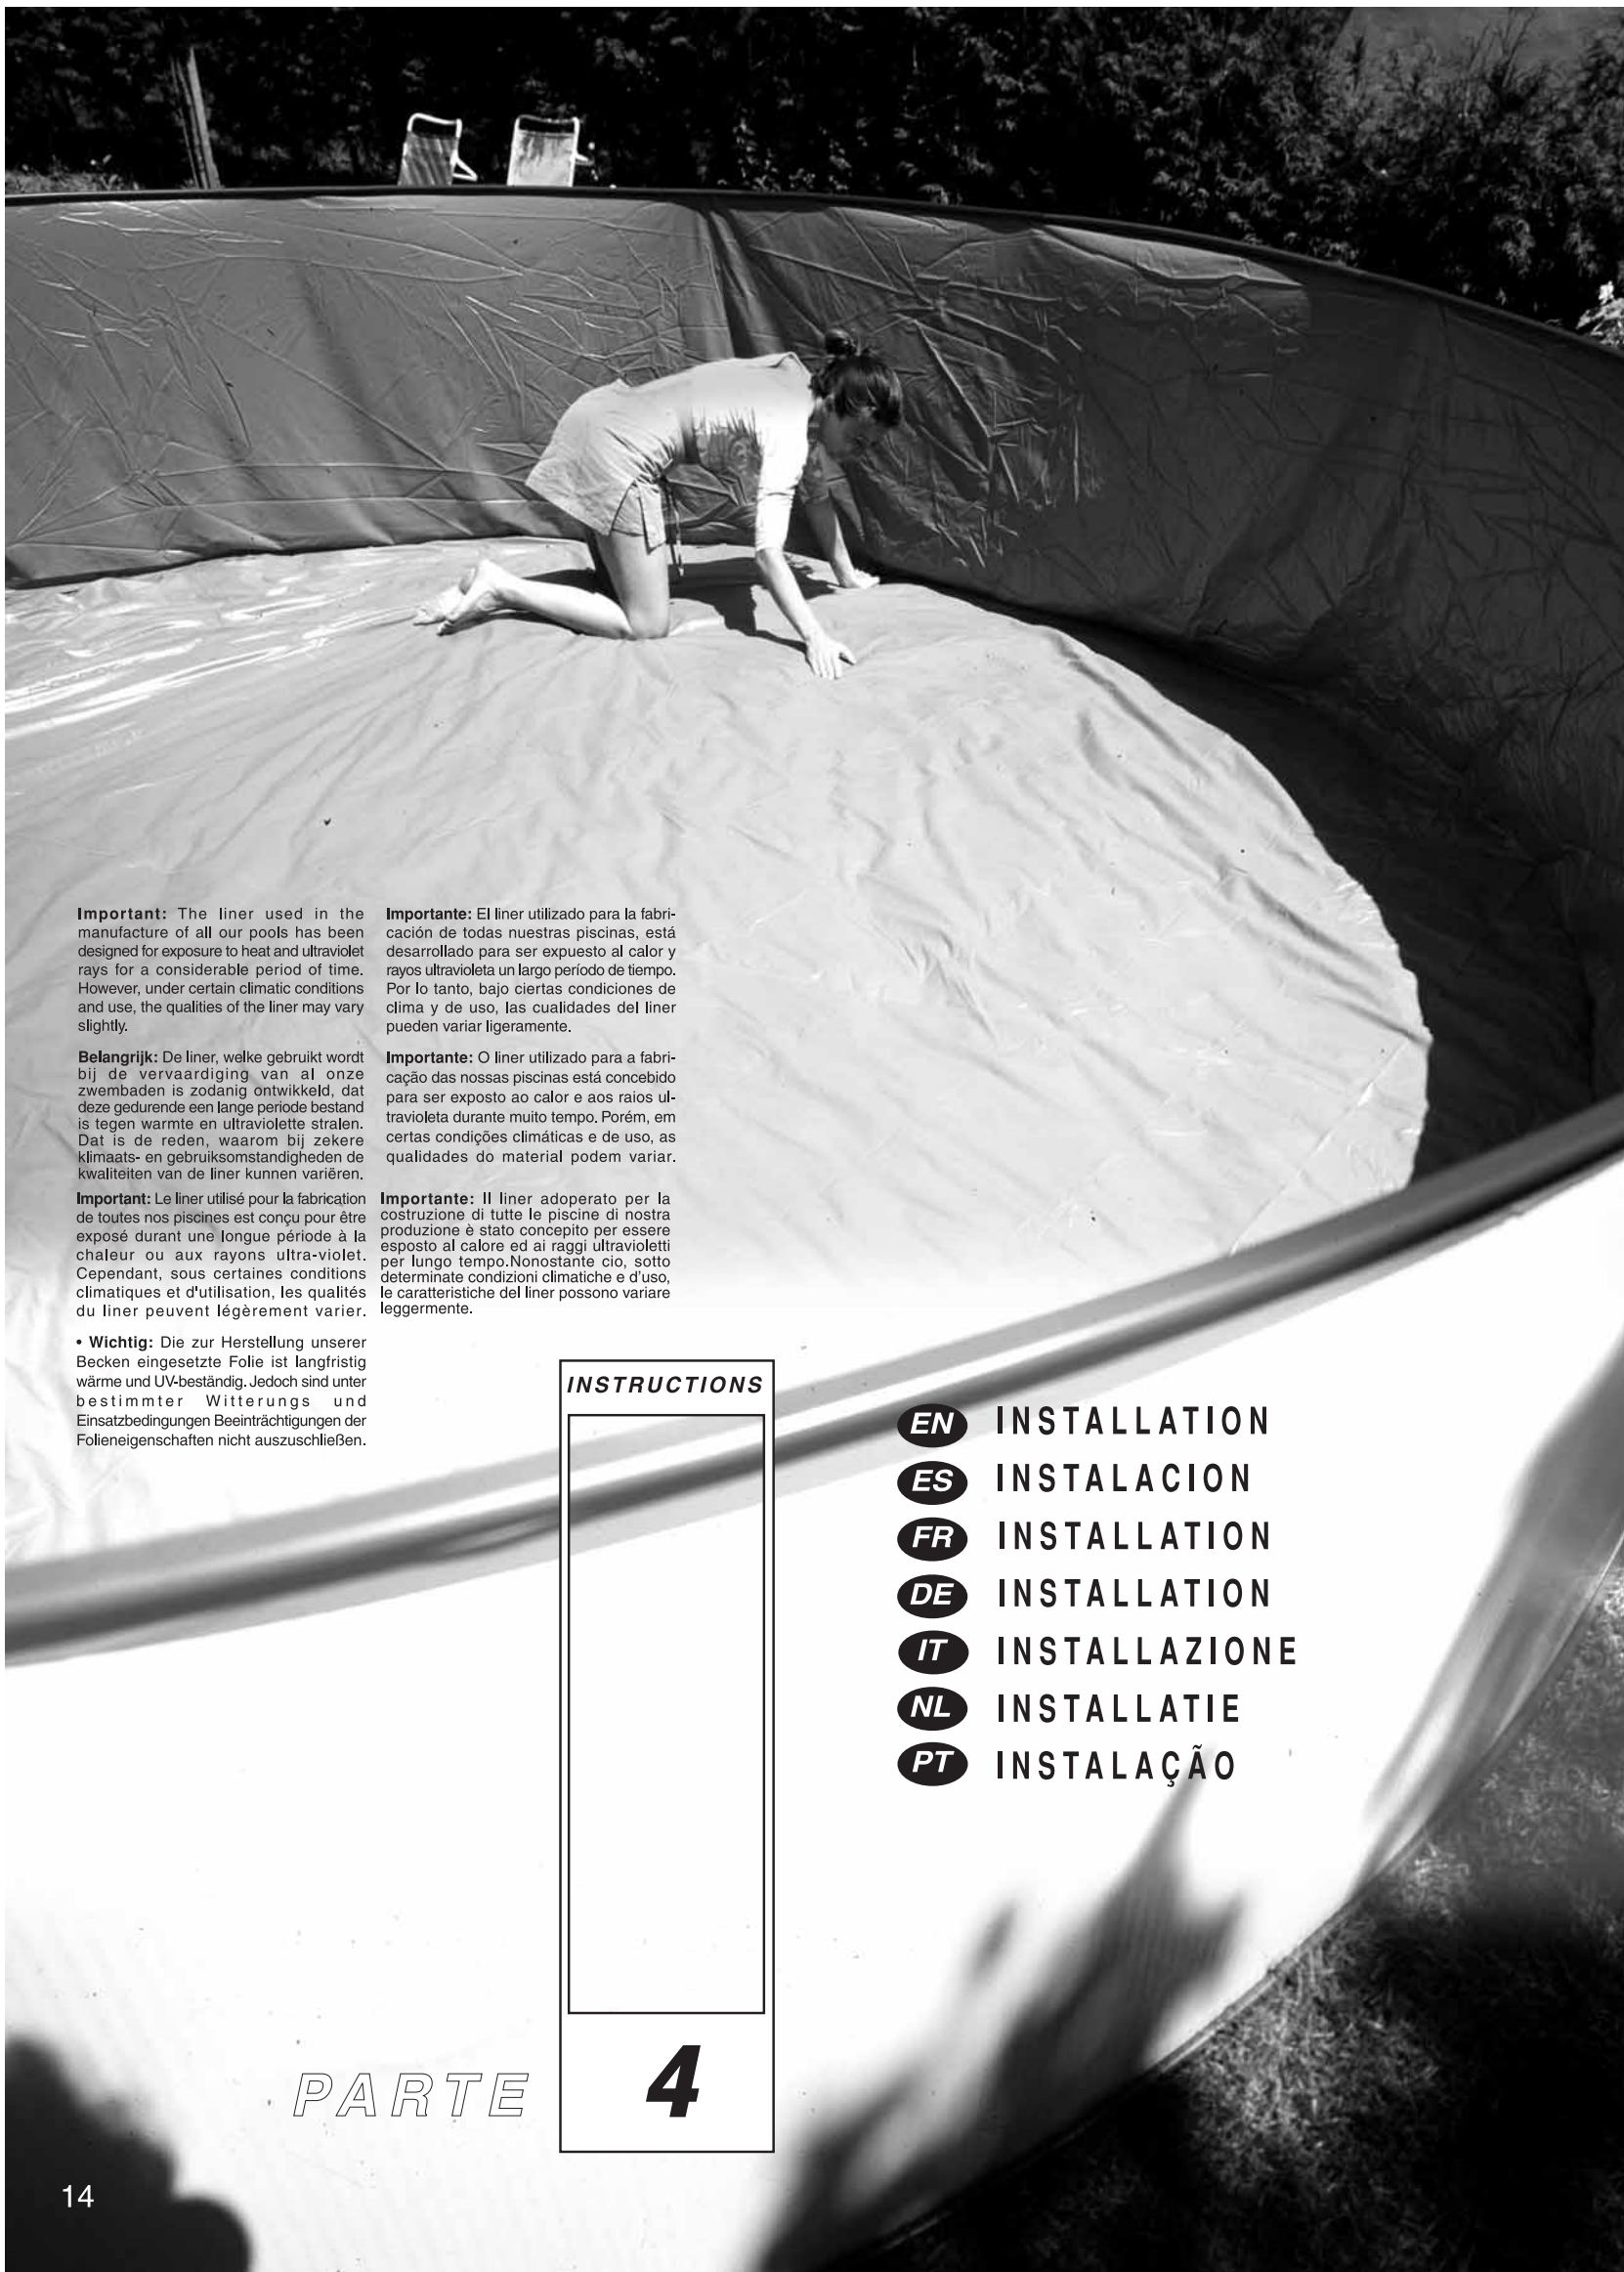 Important: The liner used in the
manufacture of all our pools has been
designed for exposure to heat and ultraviolet
rays for a considerable period of time.
However, under certain climatic conditions
and use, the qualities of the liner may vary
slightly.
Belangrijk: De liner, welke gebruikt wordt
bij de vervaardiging van al onze
zwembaden is zodanig ontwikkeld, dat
deze gedurende een lange periode bestand
is tegen warmte en ultraviolette stralen.
Dat is de reden, waarom bij zekere
klimaats- en gebruiksomstandigheden de
kwaliteiten van de liner kunnen variëren.
Important: Le liner utilisé pour la fabrication
de toutes nos piscines est conçu pour être
exposé durant une longue période à la
chaleur ou aux rayons ultra-violet.
Cependant, sous certaines conditions
climatiques et d'utilisation, les qualités
du liner peuvent légèrement varier.
• Wichtig: Die zur Herstellung unserer
Becken eingesetzte Folie ist langfristig
wärme und UV-beständig. Jedoch sind unter
bestimmter Witterungs und
Einsatzbedingungen Beeinträchtigungen der
Folieneigenschaften nicht auszuschließen.
Importante: El liner utilizado para la fabri-
cación de todas nuestras piscinas, está
desarrollado para ser expuesto al calor y
rayos ultravioleta un largo período de tiempo.
Por lo tanto, bajo ciertas condiciones de
clima y de uso, las cualidades del liner
pueden variar ligeramente.
Importante: O liner utilizado para a fabri-
cação das nossas piscinas está concebido
para ser exposto ao calor e aos raios ul-
travioleta durante muito tempo. Porém, em
certas condições climáticas e de uso, as
qualidades do material podem variar.
Importante: Il liner adoperato per la
costruzione di tutte le piscine di nostra
produzione è stato concepito per essere
esposto al calore ed ai raggi ultravioletti
per lungo tempo.Nonostante cio, sotto
determinate condizioni climatiche e d'uso,
le caratteristiche del liner possono variare
leggermente.
INSTRUCTIONS
EN INSTALLATION
ES INSTALACION
FR INSTALLATION
DE INSTALLATION
IT INSTALLAZIONE
NL INSTALLATIE
PT INSTALAÇÃO
PARTE 4
14